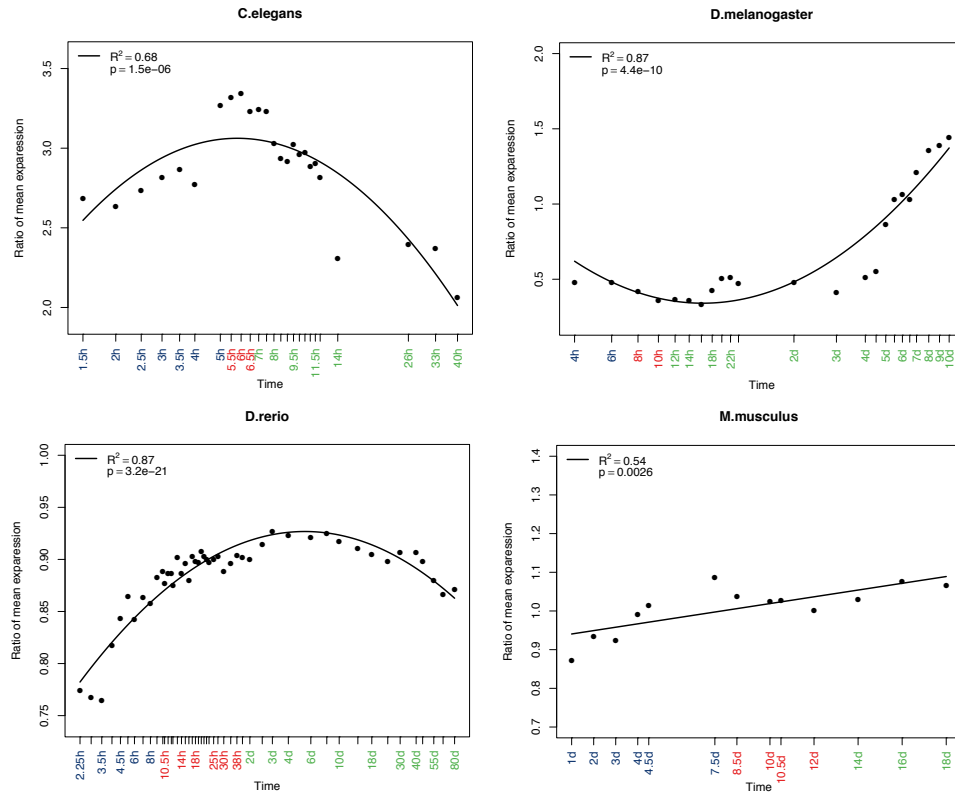 C.elegans
R² = 0.68
p = 1.5e−06
Ratio of mean exparession
3.5
3.0
2.5
2.0
1.5h 2h 2.5h 3h 3.5h 4h 5h 5.5h 6h 6.5h 7h 8h 9.5h 11.5h 14h 26h 33h 40h
Time
D.melanogaster
R² = 0.87
p = 4.4e−10
Ratio of mean exparession
2.0
1.5
1.0
0.5
4h 6h 8h 10h 12h 14h 18h 22h 2d 3d 4d 5d 6d 7d 8d 9d 10d
Time
D.rerio
R² = 0.87
p = 3.2e−21
Ratio of mean exparession
1.00
0.95
0.90
0.85
0.80
0.75
2.25h 3.5h 4.5h 6h 8h 10.5h 14h 18h 25h 30h 38h 2d 3d 4d 6d 10d 18d 30d 40d 55d 80d
Time
M.musculus
R² = 0.54
p = 0.0026
Ratio of mean exparession
1.4
1.3
1.2
1.1
1.0
0.9
0.8
0.7
1d 2d 3d 4d 4.5d 7.5d 8.5d 10d 10.5d 12d 14d 16d 18d
Time